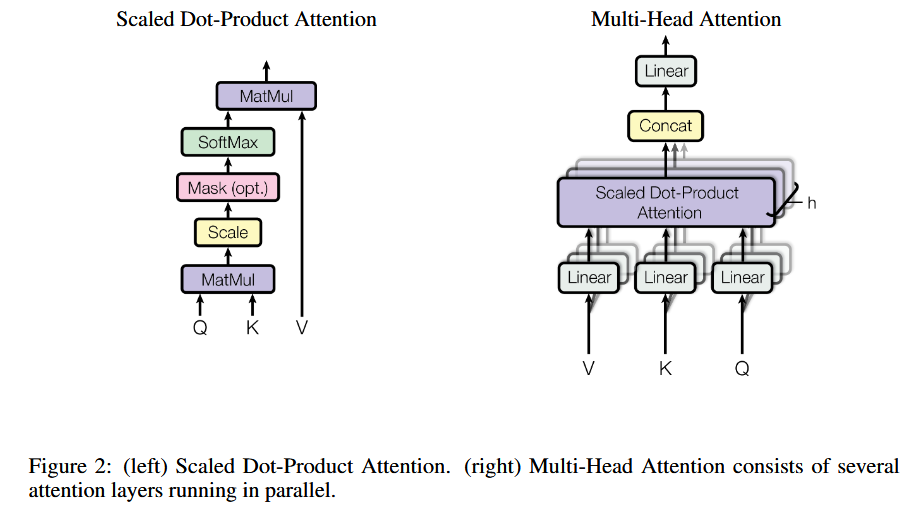 Scaled Dot-Product Attention
MatMul
SoftMax
Mask (opt.)
Scale
MatMul
Q K V
Multi-Head Attention
Linear
Concat
Scaled Dot-Product
Attention
h
Linear Linear Linear
V K Q
Figure 2: (left) Scaled Dot-Product Attention. (right) Multi-Head Attention consists of several
attention layers running in parallel.